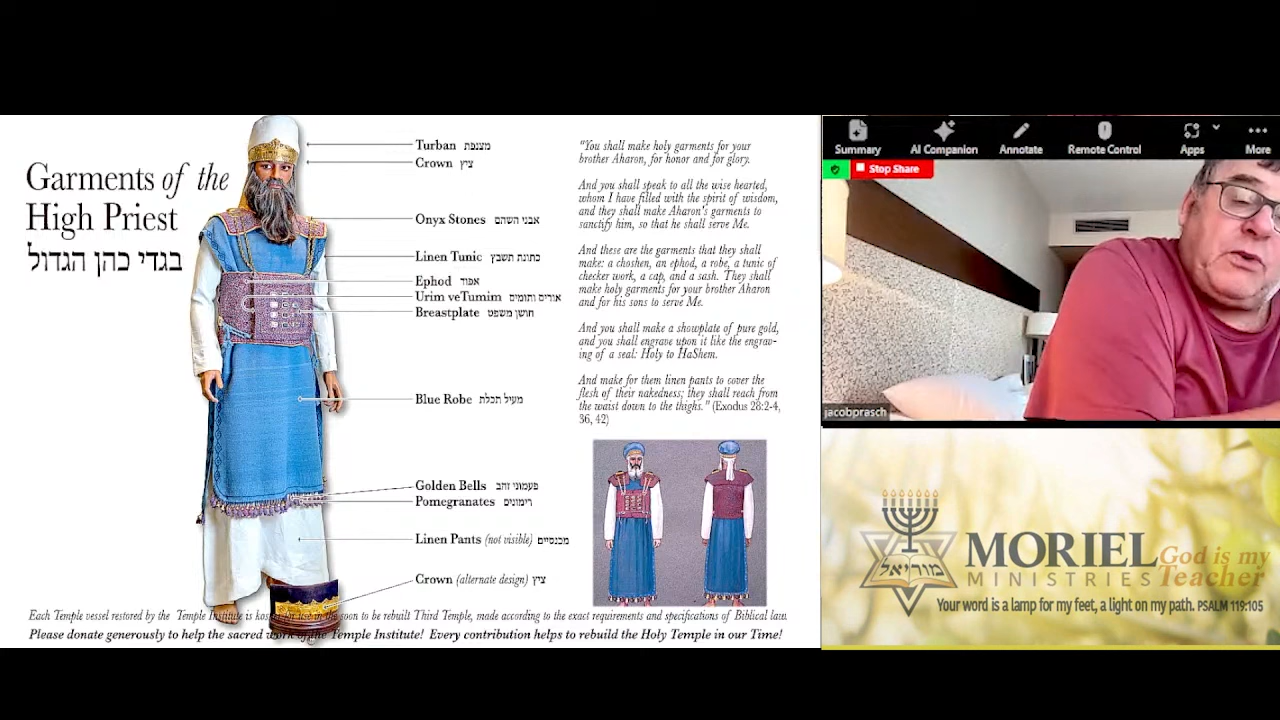 Garments of the
High Priest
בגדי כהן הגדול
Turban מצנפת
Crown ציץ
Onyx Stones אבני השהם
Linen Tunic כתונת תשבץ
Ephod אפוד
Urim veTumim אורים ותומים
Breastplate חושן משפט
Blue Robe מעיל תכלת
Golden Bells פעמוני זהב
Pomegranates רימונים
Linen Pants (not visible) מכנסיים
Crown (alternate design) ציץ
"You shall make holy garments for your
brother Aharon, for honor and for glory.
And you shall speak to all the wise hearted,
whom I have filled with the spirit of wisdom,
and they shall make Aharon's garments to
sanctify him, so that he shall serve Me.
And these are the garments that they shall
make: a choshen, an ephod, a robe, a tunic of
checker work, a cap, and a sash. They shall
make holy garments for your brother Aharon
and for his sons to serve Me.
And you shall make a showplate of pure gold,
and you shall engrave upon it like the engrav-
ing of a seal: Holy to HaShem.
And make for them linen pants to cover the
flesh of their nakedness; they shall reach from
the waist down to the thighs." (Exodus 28:2-4,
36, 42)
Each Temple vessel restored by the Temple Institute is kosher for use in the soon to be rebuilt Third Temple, made according to the exact requirements and specifications of Biblical law.
Please donate generously to help the sacred work of the Temple Institute! Every contribution helps to rebuild the Holy Temple in our Time!
Summary
AI Companion
Annotate
Remote Control
Apps
More
Stop Share
jacobprasch
מוריאל
MORIEL
MINISTRIES
God is my
Teacher
Your word is a lamp for my feet, a light on my path. PSALM 119:105